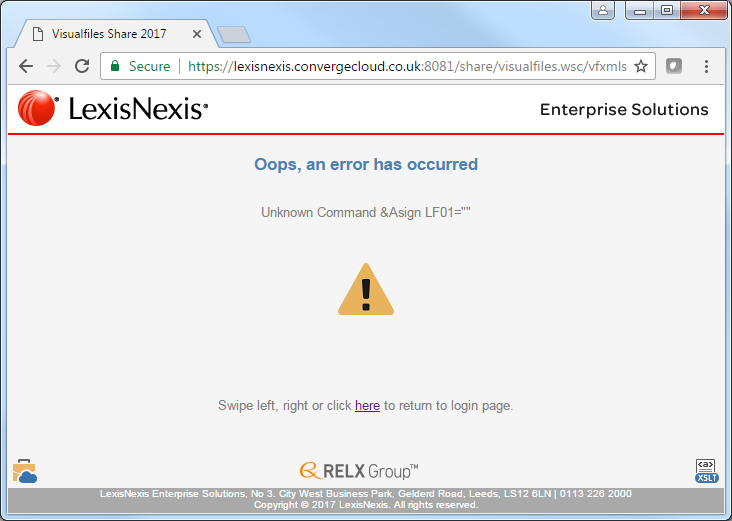 Visualfiles Share 2017
Secure | https://lexisnexis.convergecloud.co.uk:8081/share/visualfiles.wsc/vfxmls
LexisNexis®
Enterprise Solutions
Oops, an error has occurred
Unknown Command &Asign LF01=""
Swipe left, right or click here to return to login page.
RELX Group™
<a>
XSLT
LexisNexis Enterprise Solutions, No 3. City West Business Park, Gelderd Road, Leeds, LS12 6LN | 0113 226 2000
Copyright © 2017 LexisNexis. All rights reserved.